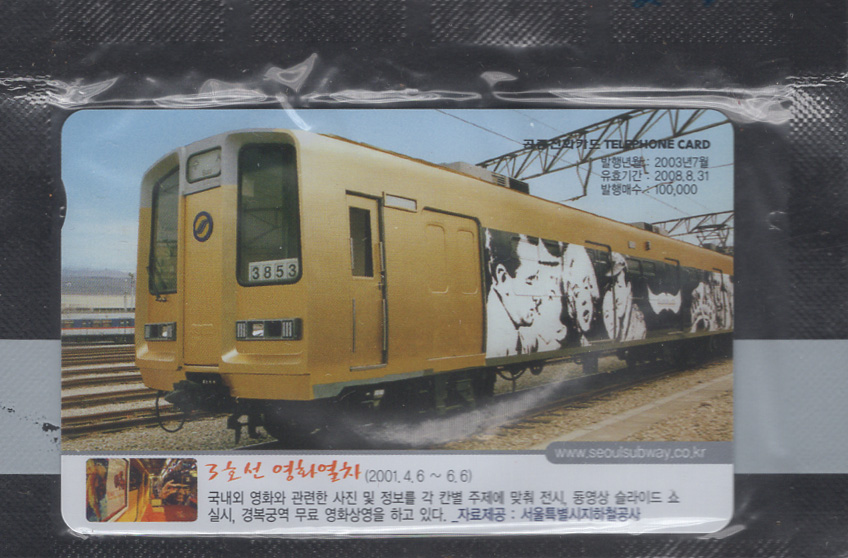 공중전화카드 TELEPHONE CARD
발행년월 : 2003년7월
유효기간 : 2008.8.31
발행매수 : 100,000
3853
www.seoulsubway.co.kr
3호선 영화열차 (2001.4.6 ~ 6.6)
국내외 영화와 관련한 사진 및 정보를 각 칸별 주제에 맞춰 전시, 동영상 슬라이드 쇼
실시, 경복궁역 무료 영화상영을 하고 있다. _자료제공 : 서울특별시지하철공사